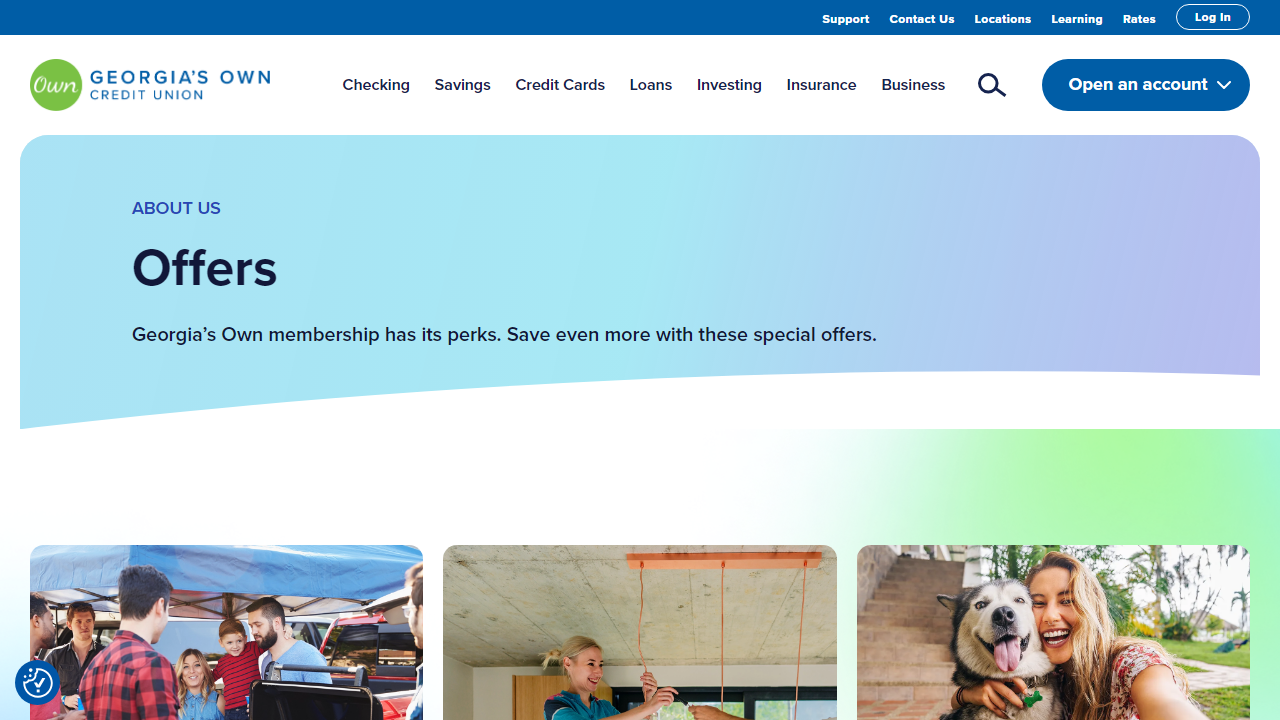 Support Contact Us Locations Learning Rates Log In
Own GEORGIA'S OWN
CREDIT UNION
Checking Savings Credit Cards Loans Investing Insurance Business Open an account
ABOUT US
Offers
Georgia’s Own membership has its perks. Save even more with these special offers.